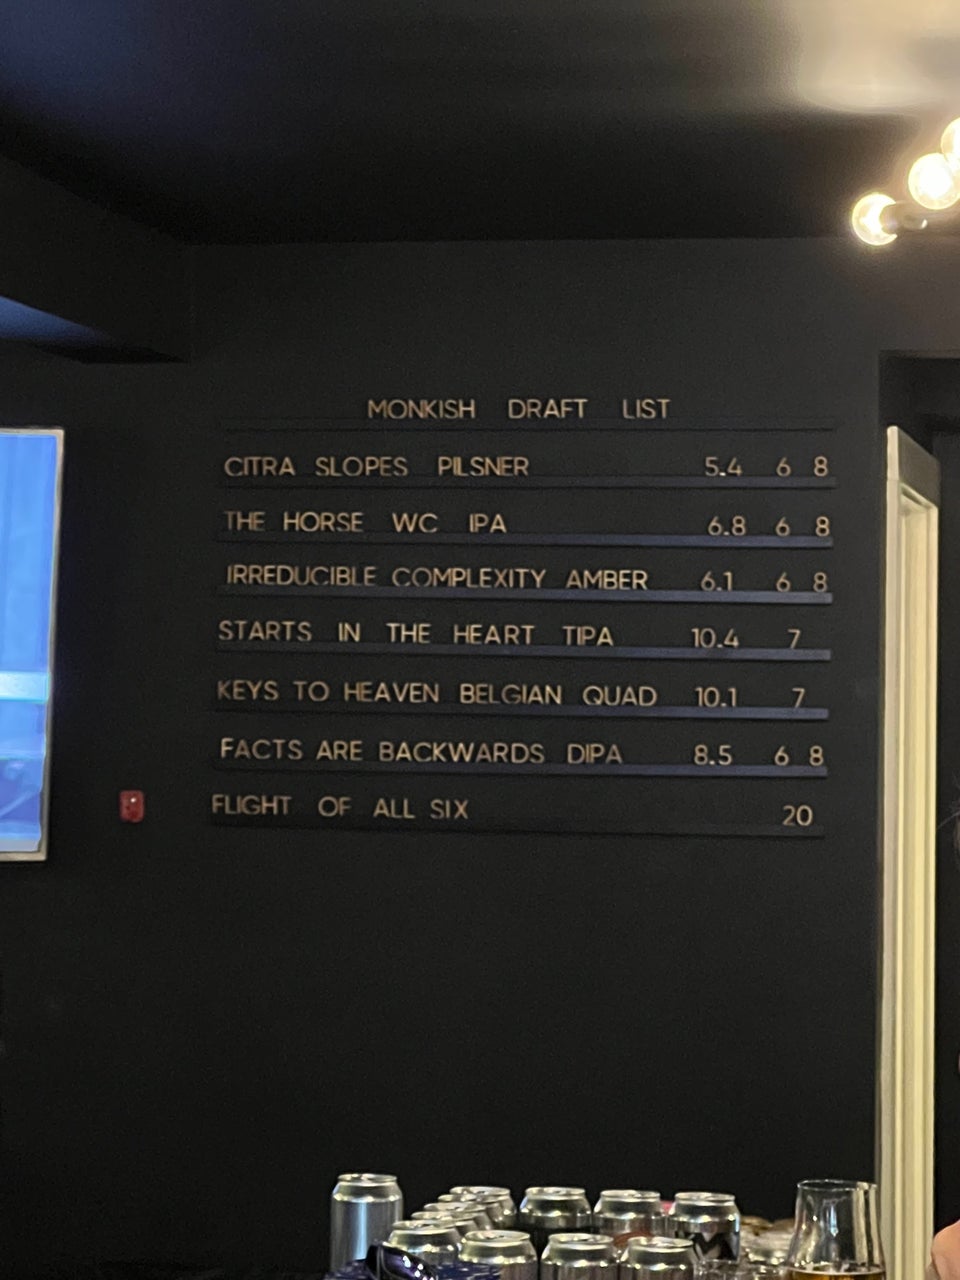 MONKISH DRAFT LIST
CITRA SLOPES PILSNER 5.4 6 8
THE HORSE WC IPA 6.8 6 8
IRREDUCIBLE COMPLEXITY AMBER 6.1 6 8
STARTS IN THE HEART TIPA 10.4 7
KEYS TO HEAVEN BELGIAN QUAD 10.1 7
FACTS ARE BACKWARDS DIPA 8.5 6 8
FLIGHT OF ALL SIX 20